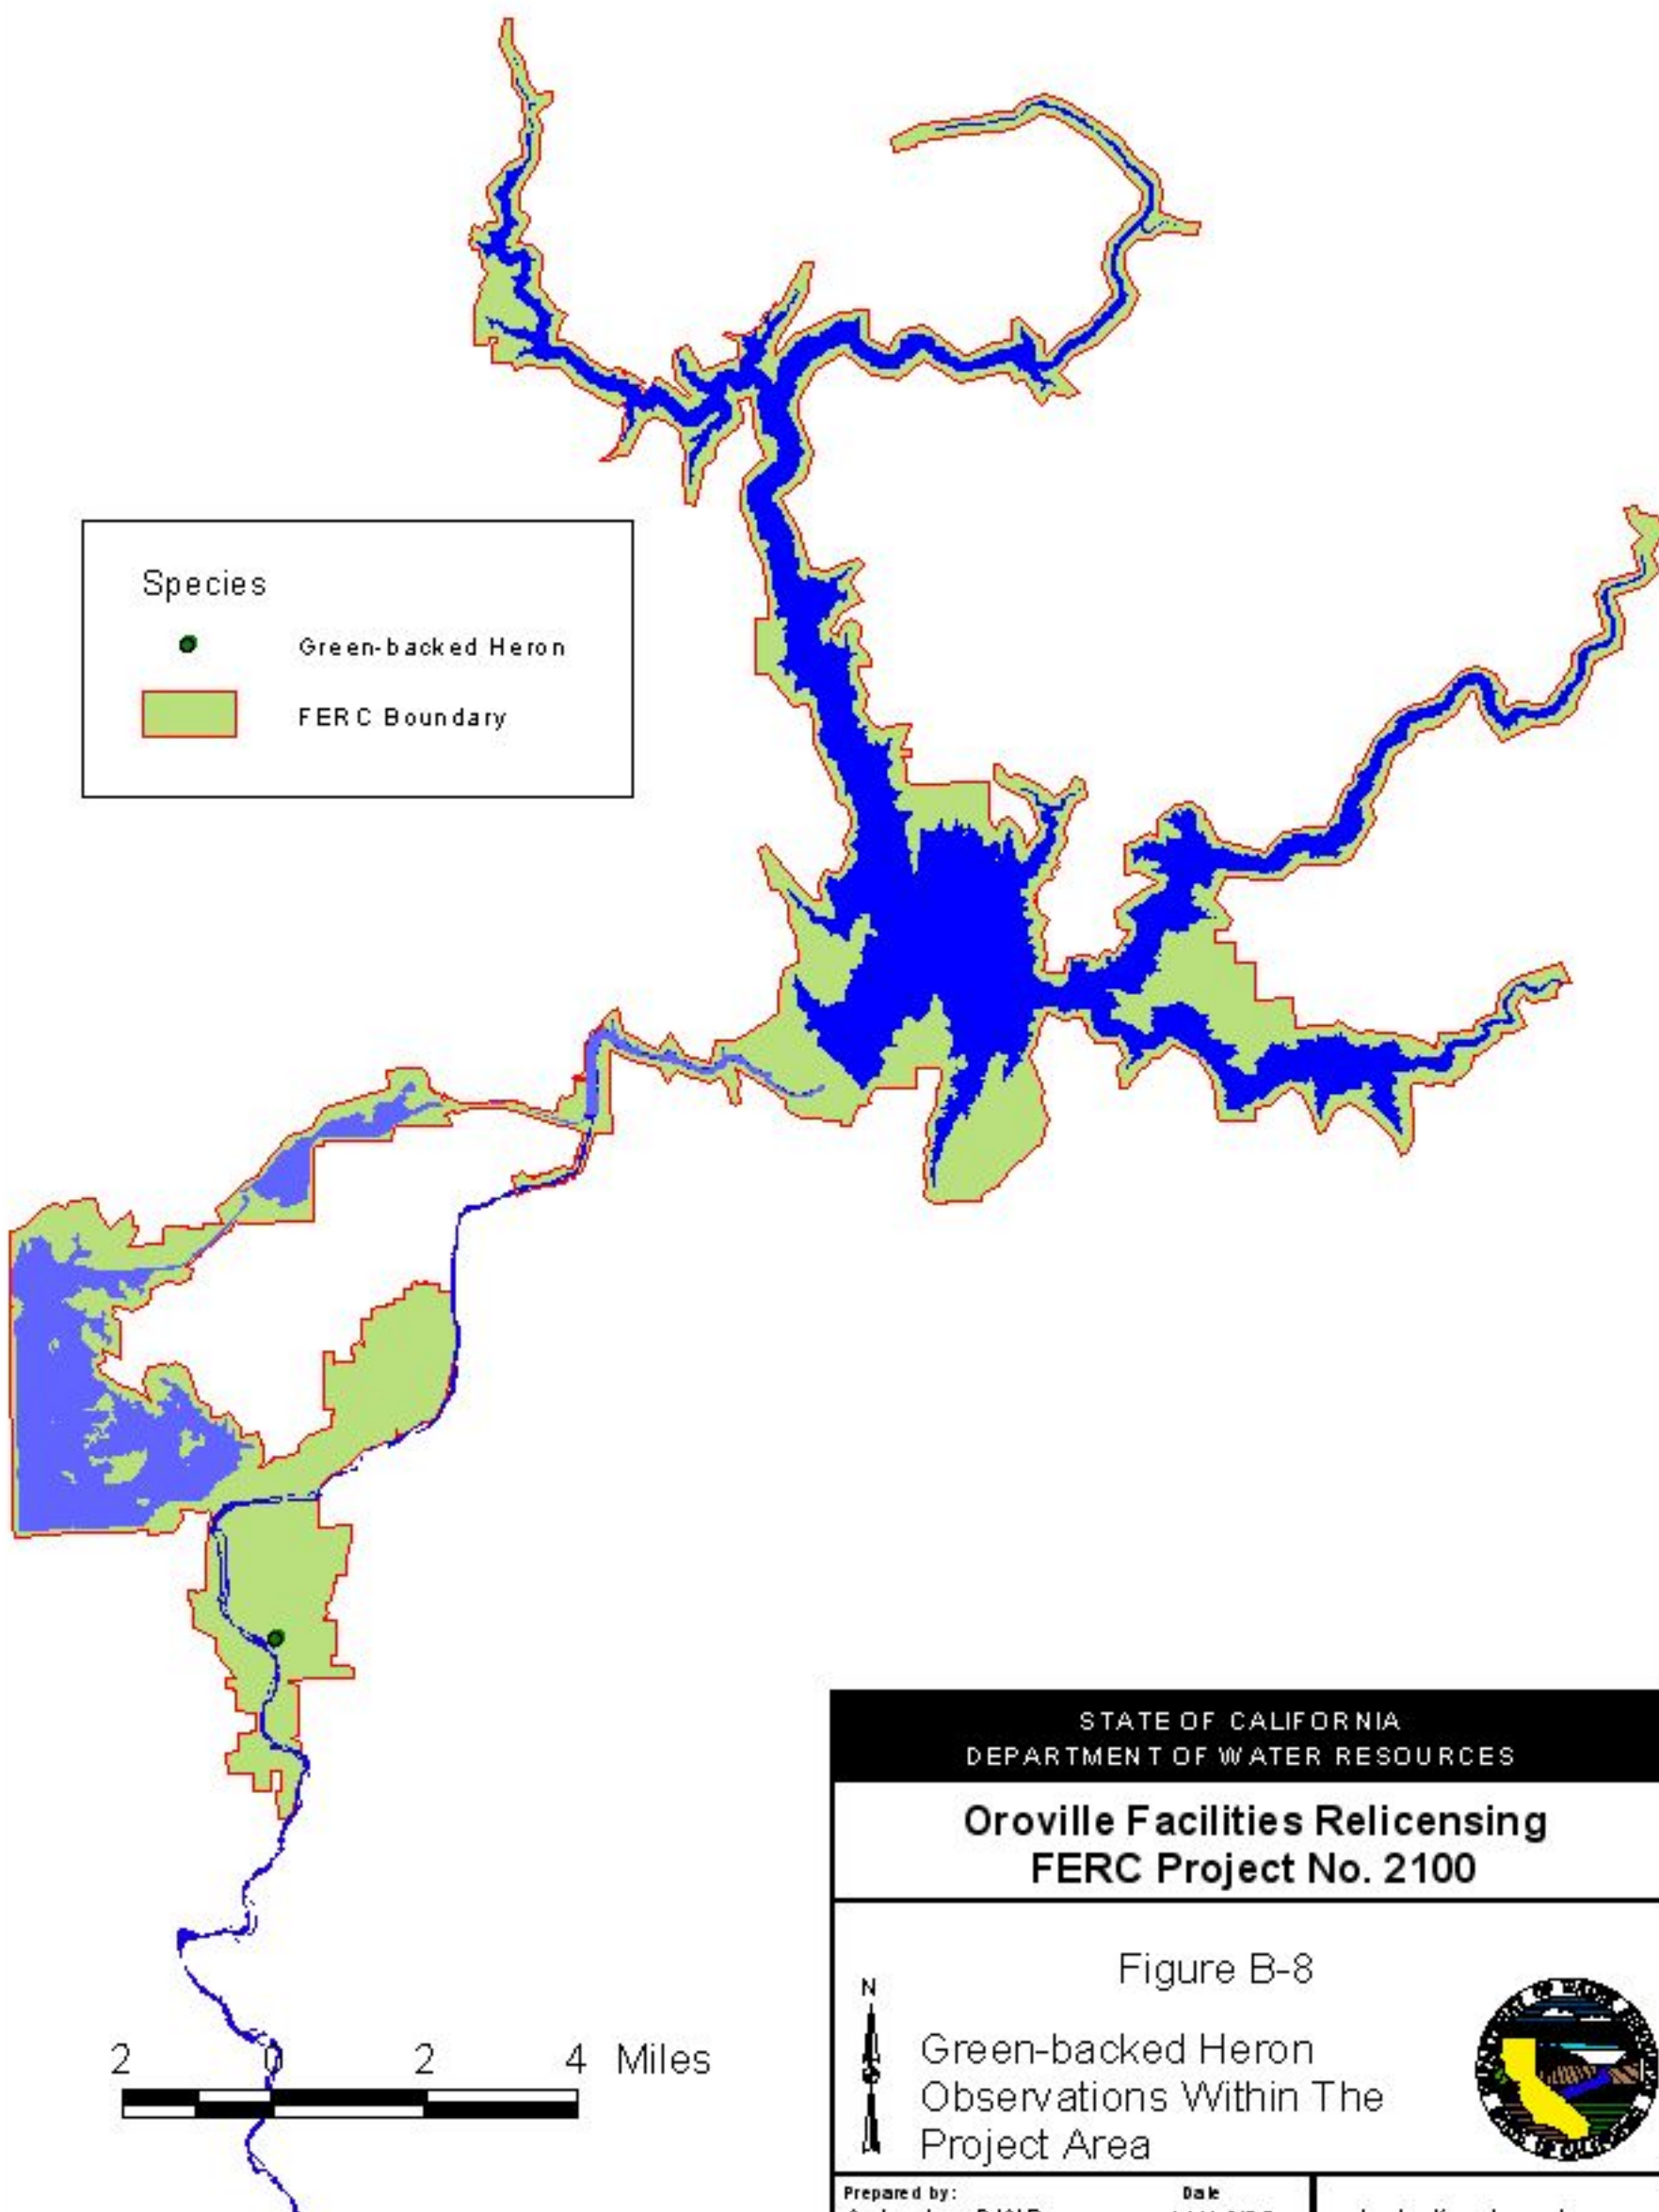 Species
Green-backed Heron
FERC Boundary
2 0 2 4 Miles
STATE OF CALIFORNIA
DEPARTMENT OF WATER RESOURCES
Oroville Facilities Relicensing
FERC Project No. 2100
Figure B-8
N
Green-backed Heron
Observations Within The
Project Area
Prepared by:
Date